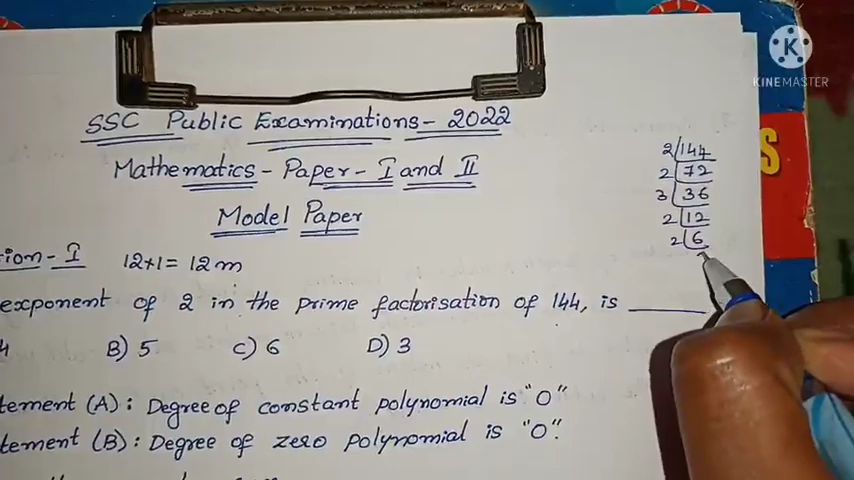 SSC Public Examinations - 2022
Mathematics - Paper - I and II
Model Paper
2 144
2 72
3 36
2 12
2 6
- I 12×1 = 12 m
exponent of 2 in the prime factorisation of 144, is ______
4 B) 5 C) 6 D) 3
tement (A) : Degree of constant polynomial is "0"
tement (B) : Degree of zero polynomial is "0".
KINEMASTER